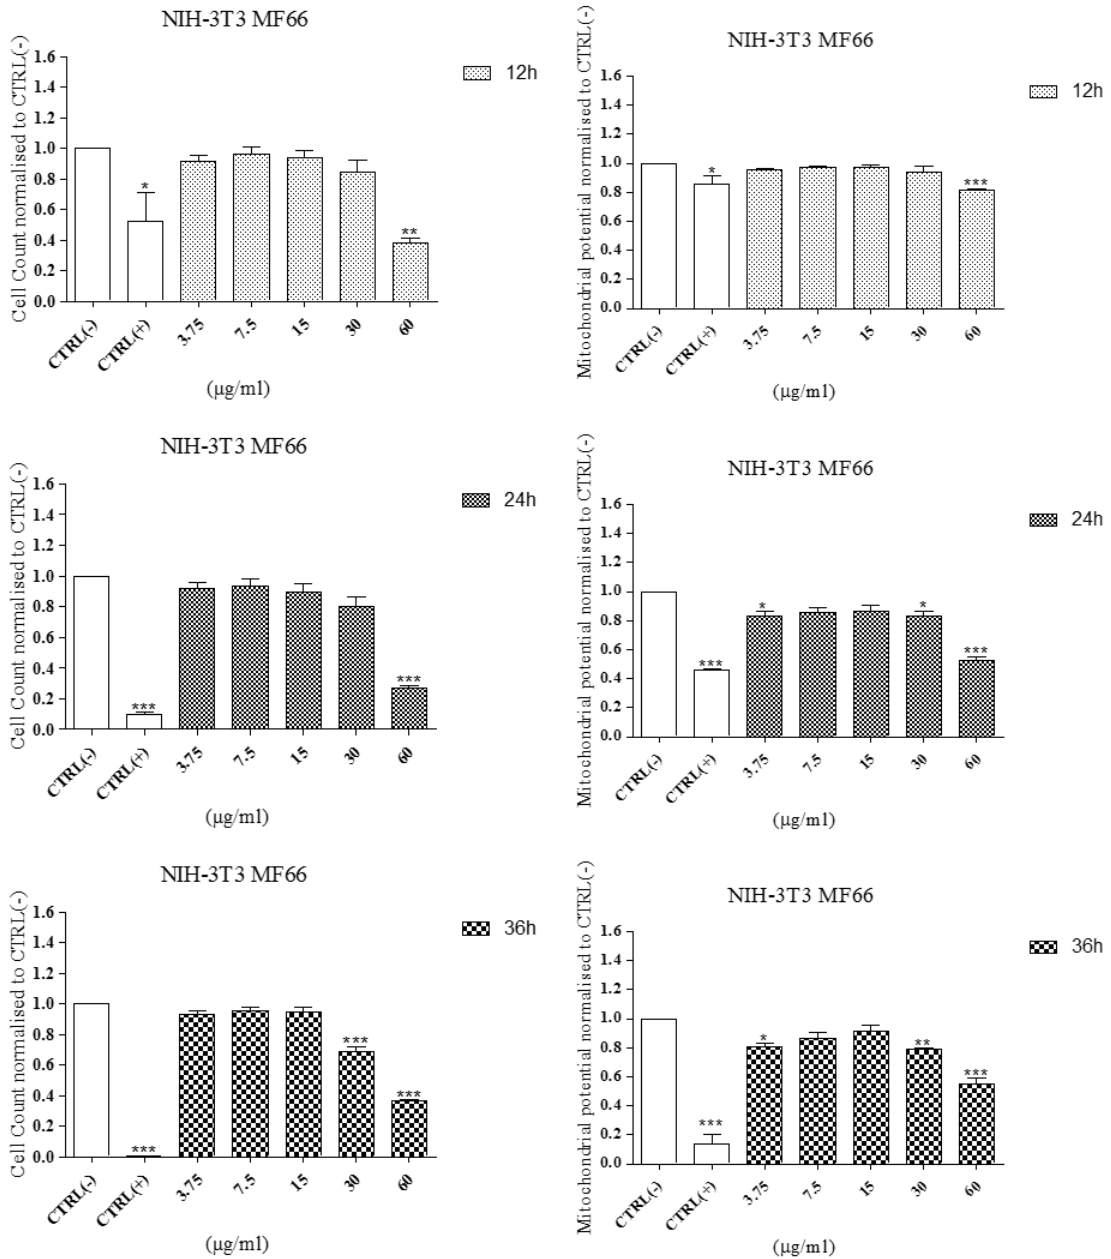 NIH-3T3 MF66
Cell Count normalised to CTRL(-)
1.6
1.4
1.2
1.0
0.8
0.6
0.4
0.2
0.0
12h
*
**
CTRL(-) CTRL(+) 3.75 7.5 15 30 60
(μg/ml)
NIH-3T3 MF66
Mitochondrial potential normalised to CTRL(-)
1.6
1.4
1.2
1.0
0.8
0.6
0.4
0.2
0.0
12h
*
***
CTRL(-) CTRL(+) 3.75 7.5 15 30 60
(μg/ml)
NIH-3T3 MF66
Cell Count normalised to CTRL(-)
1.6
1.4
1.2
1.0
0.8
0.6
0.4
0.2
0.0
24h
***
***
CTRL(-) CTRL(+) 3.75 7.5 15 30 60
(μg/ml)
NIH-3T3 MF66
Mitochondrial potential normalised to CTRL(-)
1.6
1.4
1.2
1.0
0.8
0.6
0.4
0.2
0.0
24h
***
*
*
***
CTRL(-) CTRL(+) 3.75 7.5 15 30 60
(μg/ml)
NIH-3T3 MF66
Cell Count normalised to CTRL(-)
1.6
1.4
1.2
1.0
0.8
0.6
0.4
0.2
0.0
36h
***
***
***
CTRL(-) CTRL(+) 3.75 7.5 15 30 60
(μg/ml)
NIH-3T3 MF66
Mitochondrial potential normalised to CTRL(-)
1.6
1.4
1.2
1.0
0.8
0.6
0.4
0.2
0.0
36h
***
*
**
***
CTRL(-) CTRL(+) 3.75 7.5 15 30 60
(μg/ml)